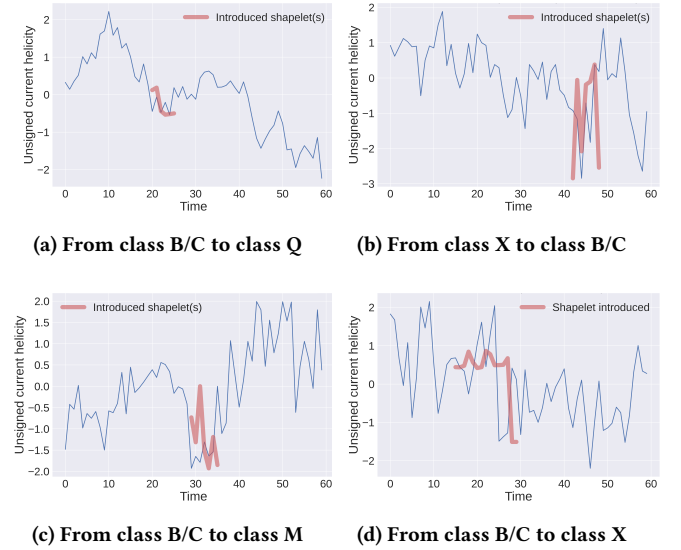 Introduced shapelet(s)
Unsigned current helicity
2
1
0
−1
−2
0 10 20 30 40 50 60
Time
(a) From class B/C to class Q
Introduced shapelet(s)
Unsigned current helicity
2
1
0
−1
−2
−3
0 10 20 30 40 50 60
Time
(b) From class X to class B/C
Introduced shapelet(s)
Unsigned current helicity
2.0
1.5
1.0
0.5
0.0
−0.5
−1.0
−1.5
−2.0
0 10 20 30 40 50 60
Time
(c) From class B/C to class M
Shapelet introduced
Unsigned current helicity
2
1
0
−1
−2
0 10 20 30 40 50 60
Time
(d) From class B/C to class X